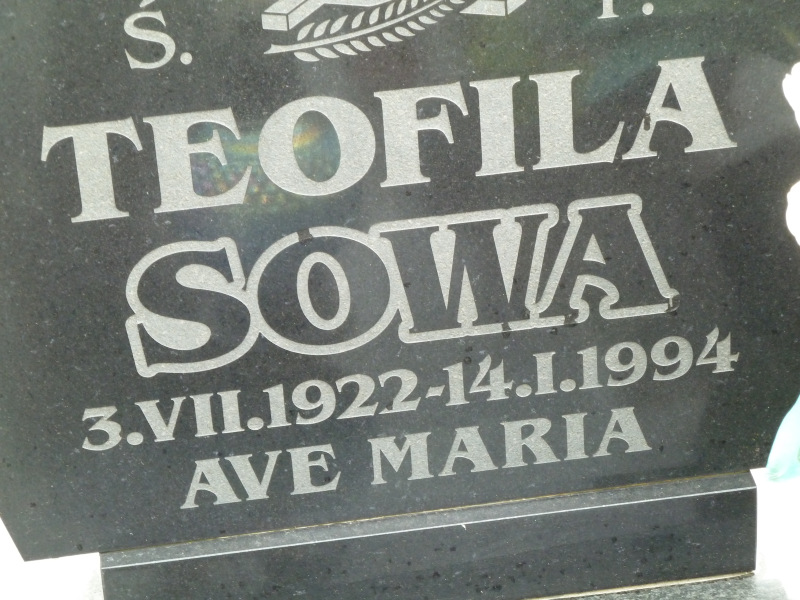 Ś. P.
TEOFILA
SOWA
3.VII.1922-14.I.1994
AVE MARIA